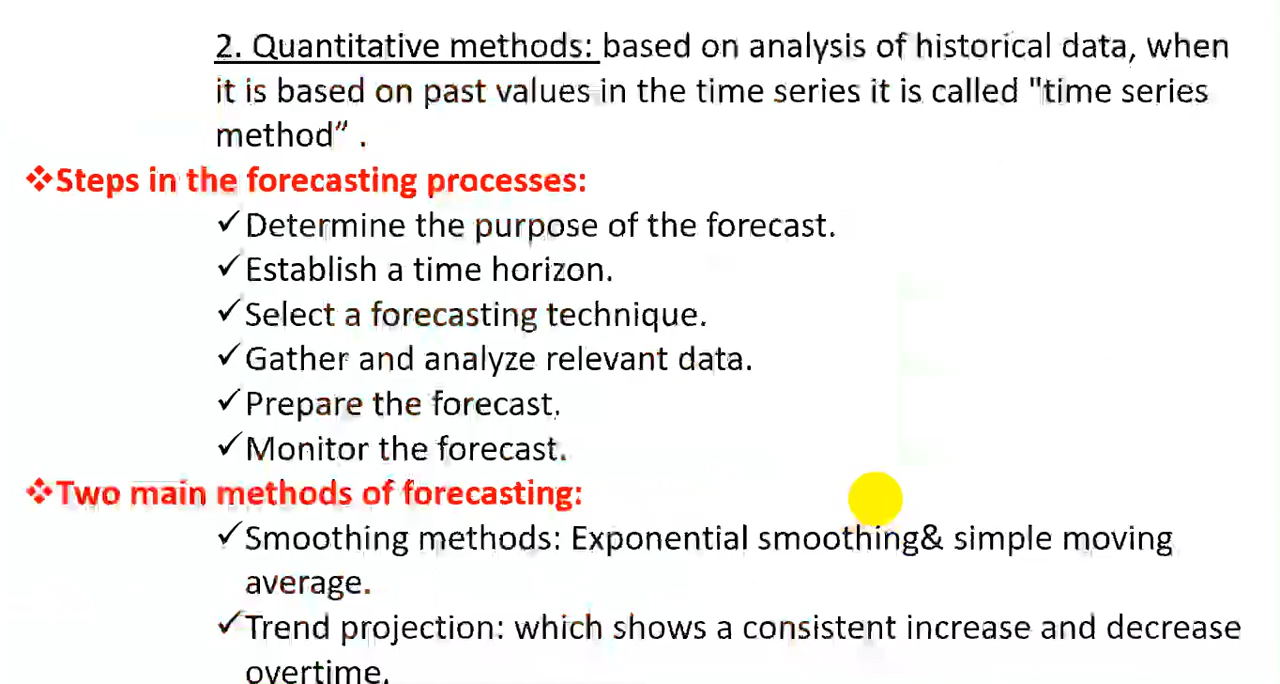 2. Quantitative methods: based on analysis of historical data, when
it is based on past values in the time series it is called "time series
method" .
❖Steps in the forecasting processes:
✓Determine the purpose of the forecast.
✓Establish a time horizon.
✓Select a forecasting technique.
✓Gather and analyze relevant data.
✓Prepare the forecast.
✓Monitor the forecast.
❖Two main methods of forecasting:
✓Smoothing methods: Exponential smoothing& simple moving
average.
✓Trend projection: which shows a consistent increase and decrease
overtime.